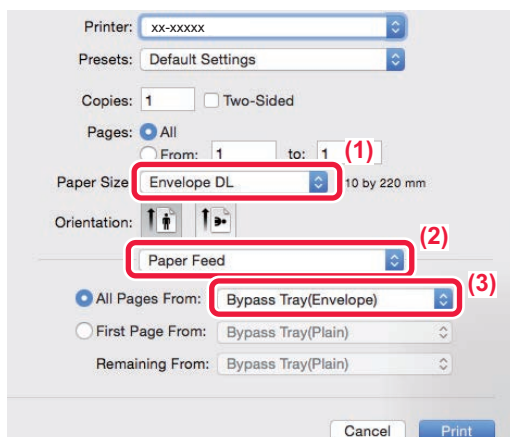 Printer: xx-xxxxx
Presets: Default Settings
Copies: 1 Two-Sided
Pages: All
From: 1 to: 1 (1)
Paper Size Envelope DL 10 by 220 mm
Orientation:
(2)
Paper Feed
(3)
All Pages From: Bypass Tray(Envelope)
First Page From: Bypass Tray(Plain)
Remaining From: Bypass Tray(Plain)
Cancel Print